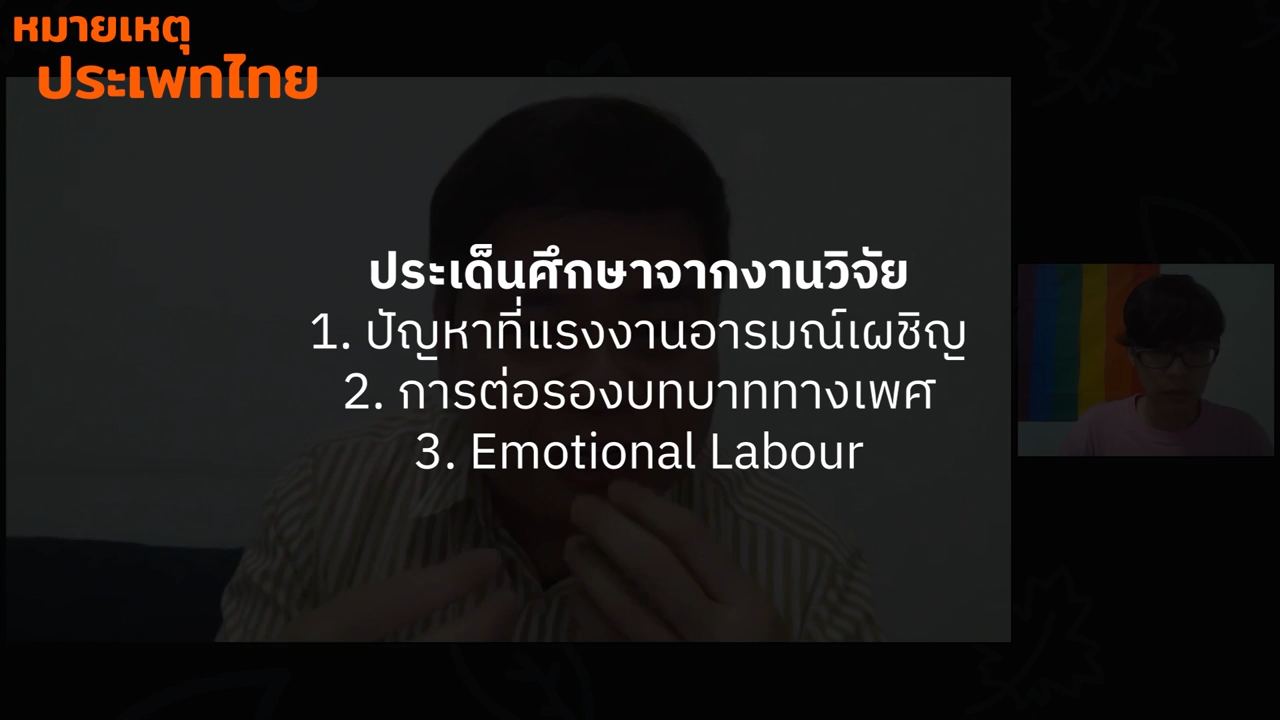 หมายเหตุ
ประเพทไทย
ประเด็นศึกษาจากงานวิจัย
1. ปัญหาที่แรงงานอารมณ์เผชิญ
2. การต่อรองบทบาททางเพศ
3. Emotional Labour